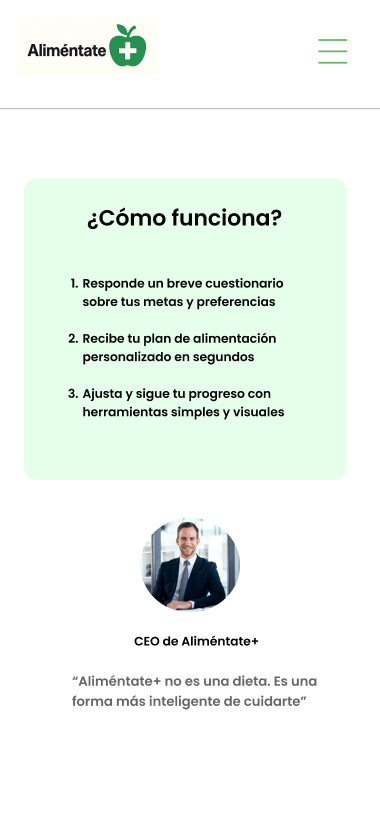 Aliméntate
¿Cómo funciona?
1. Responde un breve cuestionario
sobre tus metas y preferencias
2. Recibe tu plan de alimentación
personalizado en segundos
3. Ajusta y sigue tu progreso con
herramientas simples y visuales
CEO de Aliméntate+
“Aliméntate+ no es una dieta. Es una
forma más inteligente de cuidarte”